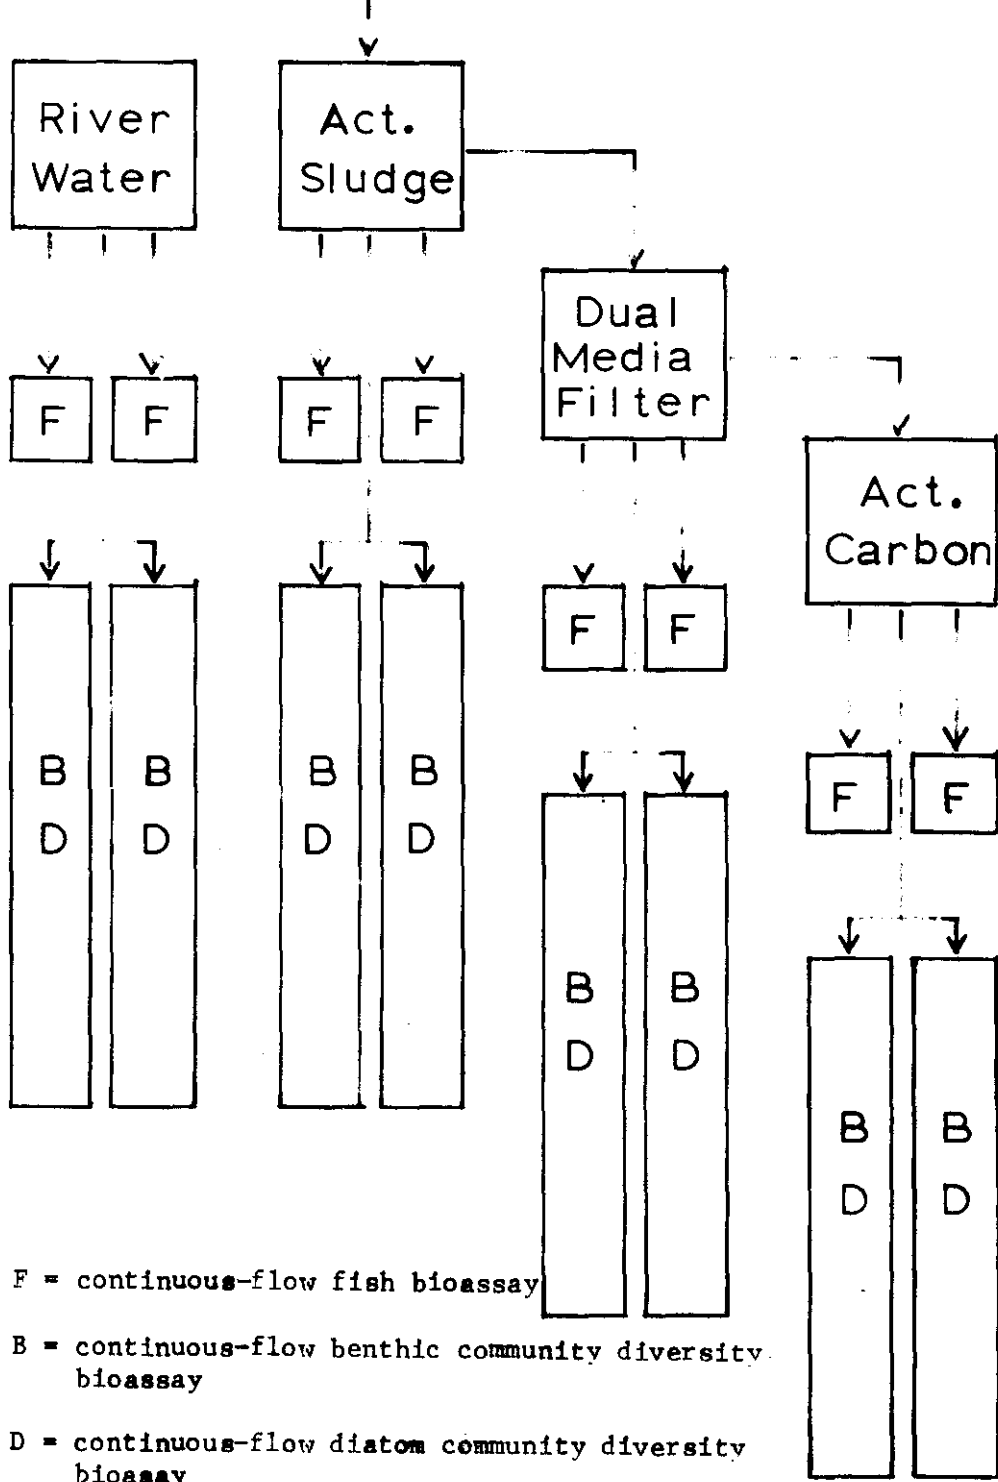 River
Water
Act.
Sludge
Dual
Media
Filter
Act.
Carbon
F
F
F
F
F
F
F
F
B
D
B
D
B
D
B
D
B
D
B
D
B
D
B
D
F = continuous-flow fish bioassay
B = continuous-flow benthic community diversity
bioassay
D = continuous-flow diatom community diversity
bioassay